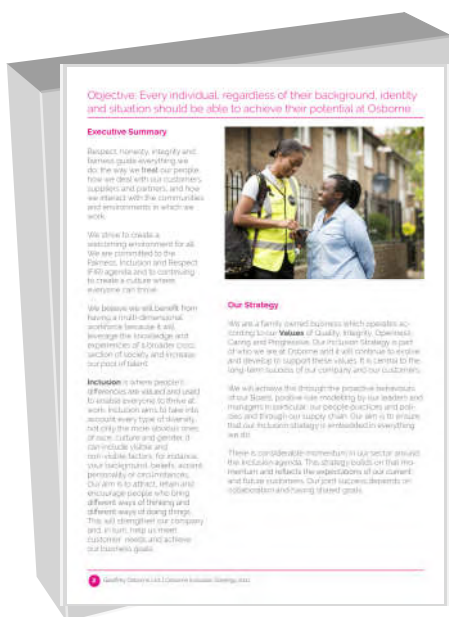 Objective: Every individual, regardless of their background, identity
and situation should be able to achieve their potential at Osborne
Executive Summary
Respect, honesty, integrity and
fairness guide everything we
do: the way we treat our people,
how we deal with our customers,
suppliers and partners, and how
we interact with the communities
and environments in which we
work.
We strive to create a
welcoming environment for all.
We are committed to the
Fairness, Inclusion and Respect
(FIR) agenda and to continuing
to create a culture where
everyone can thrive.
We believe we will benefit from
having a multi-dimensional
workforce because it will
leverage the knowledge and
experiences of a broader cross
section of society and increase
our pool of talent.
Inclusion is where people's
differences are valued and used
to enable everyone to thrive at
work. Inclusion aims to take into
account every type of diversity,
not only the more obvious ones
of race, culture and gender, it
can include visible and
non-visible factors, for instance,
your background, beliefs, accent,
personality or circumstances.
Our aim is to attract, retain and
encourage people who bring
different ways of thinking and
different ways of doing things.
This will strengthen our company
and, in turn, help us meet
customer needs and achieve
our business goals.
Our Strategy
We are a family owned business which operates ac-
cording to our Values of Quality, Integrity, Openness,
Caring and Progressive. Our Inclusion Strategy is part
of who we are at Osborne and it will continue to evolve
and develop to support these values. It is central to the
long-term success of our company and our customers.
We will achieve this through the proactive behaviours
of our Board, positive role modelling by our leaders and
managers in particular, our people practices and poli-
cies and through our supply chain. Our aim is to ensure
that our inclusion strategy is embedded in everything
we do.
There is considerable momentum in our sector around
the inclusion agenda. This strategy builds on that mo-
mentum and reflects the expectations of our current
and future customers. Our joint success depends on
collaboration and having shared goals.
2 Geoffrey Osborne Ltd | Osborne Inclusion Strategy